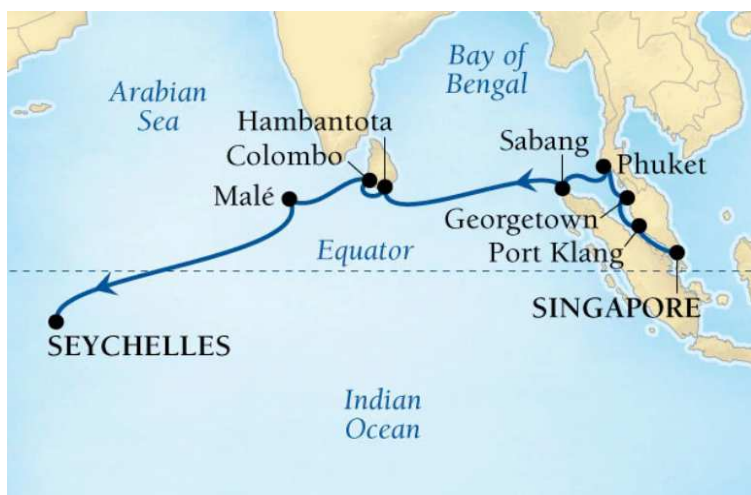 Bay of
Bengal
Arabian
Sea
Hambantota
Colombo
Sabang
Phuket
Malé
Georgetown
Port Klang
Equator
SINGAPORE
SEYCHELLES
Indian
Ocean